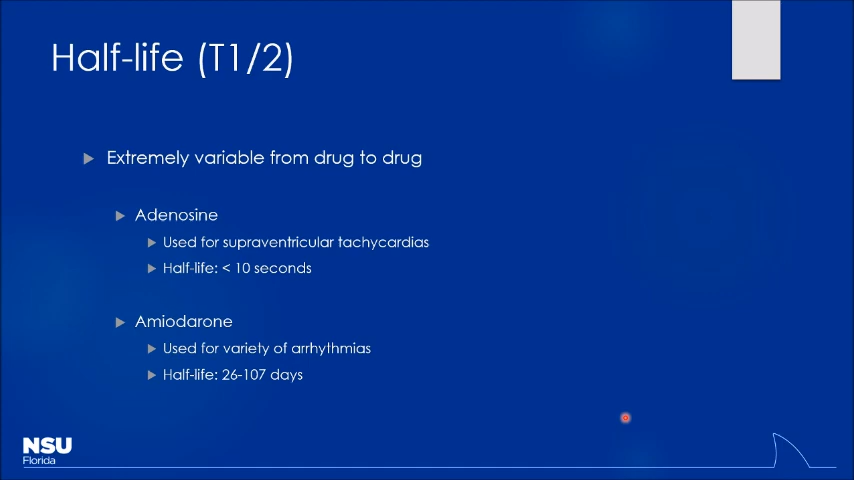 Half-life (T1/2)
Extremely variable from drug to drug
Adenosine
Used for supraventricular tachycardias
Half-life: < 10 seconds
Amiodarone
Used for variety of arrhythmias
Half-life: 26-107 days
NSU
Florida